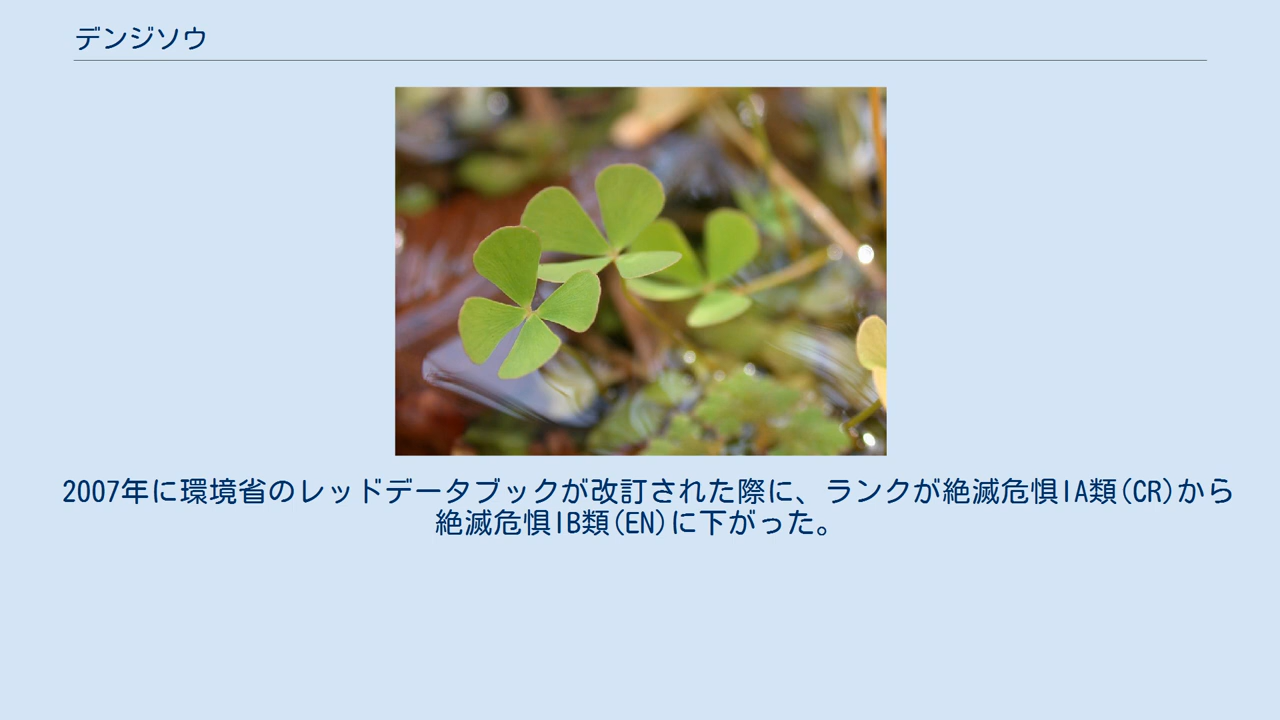 デンジソウ
2007年に環境省のレッドデータブックが改訂された際に、ランクが絶滅危惧IA類(CR)から
絶滅危惧IB類(EN)に下がった。